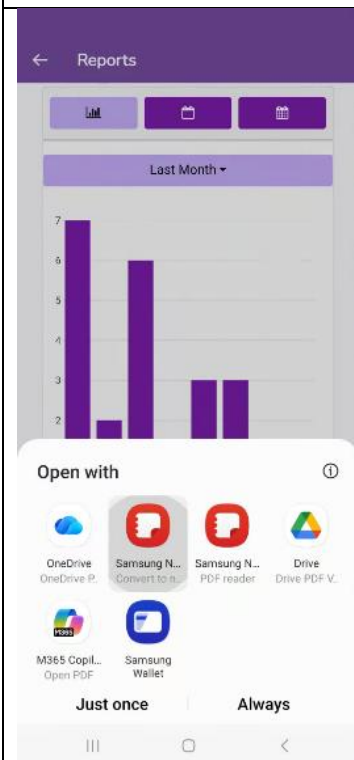 Reports
Last Month
7
6
5
4
3
2
Open with
OneDrive
OneDrive P...
Samsung N...
Convert to n...
Samsung N...
PDF reader
Drive
Drive PDF V...
M365
M365 Copil...
Open PDF
Samsung
Wallet
Just once
Always